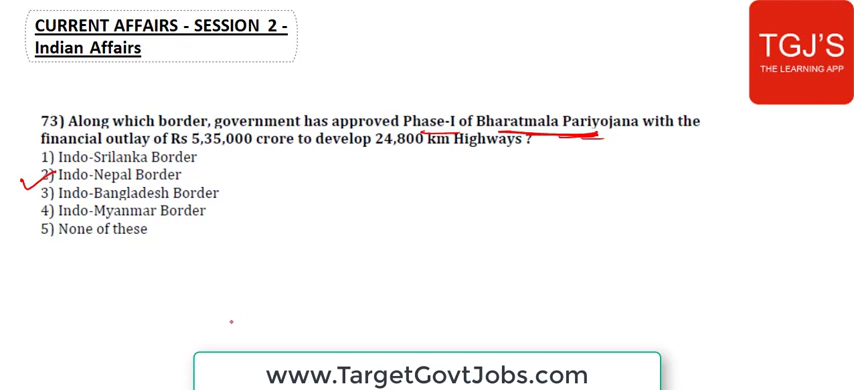 CURRENT AFFAIRS - SESSION 2 -
Indian Affairs
TGJ'S
THE LEARNING APP
73) Along which border, government has approved Phase-I of Bharatmala Pariyojana with the
financial outlay of Rs 5,35,000 crore to develop 24,800 km Highways ?
1) Indo-Srilanka Border
2) Indo-Nepal Border
3) Indo-Bangladesh Border
4) Indo-Myanmar Border
5) None of these
www.TargetGovtJobs.com